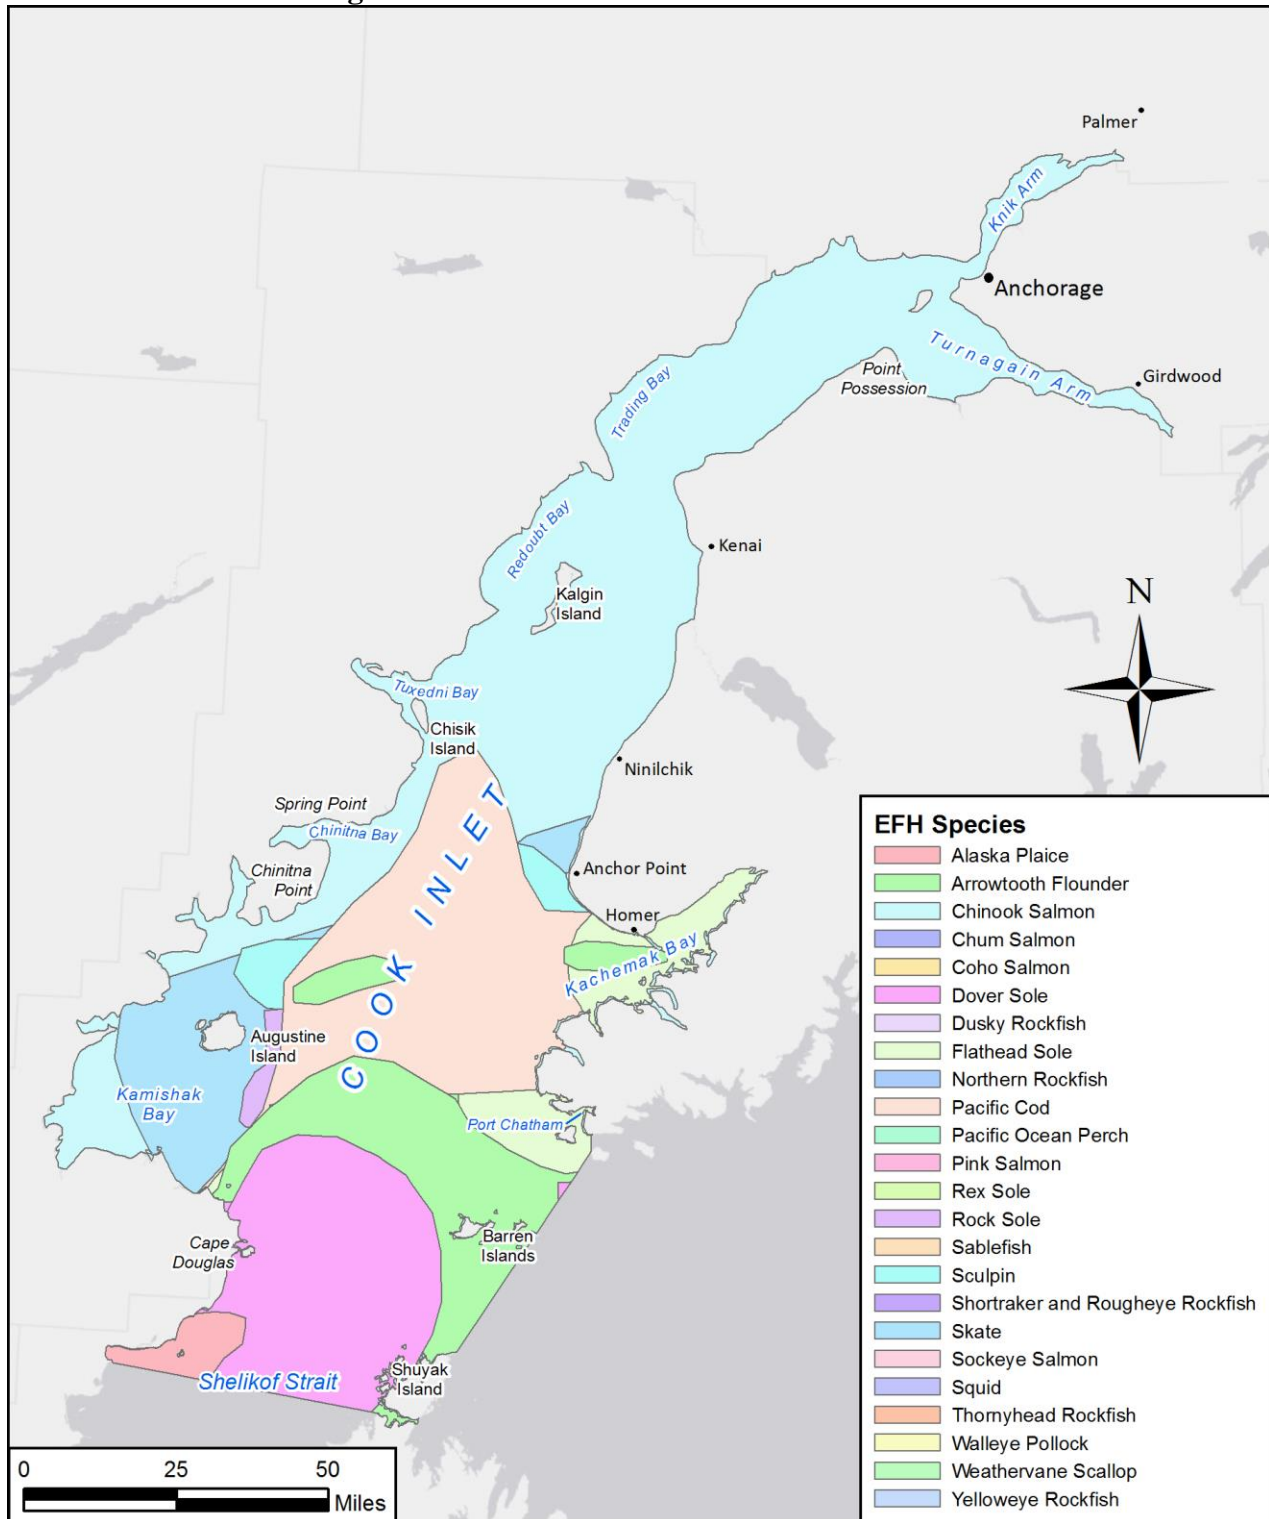 Palmer
Knik Arm
Anchorage
Turnagain Arm
Girdwood
Point
Possession
Trading Bay
Redoubt Bay
Kenai
Kalgin
Island
N
Tuxedni Bay
Chisik
Island
Ninilchik
Spring Point
Chinitna Bay
COOK INLET
Chinitna
Point
Anchor Point
Homer
Kachemak Bay
Augustine
Island
Kamishak
Bay
Port Chatham
Cape
Douglas
Barren
Islands
Shelikof Strait
Shuyak
Island
0 25 50
Miles
EFH Species
Alaska Plaice
Arrowtooth Flounder
Chinook Salmon
Chum Salmon
Coho Salmon
Dover Sole
Dusky Rockfish
Flathead Sole
Northern Rockfish
Pacific Cod
Pacific Ocean Perch
Pink Salmon
Rex Sole
Rock Sole
Sablefish
Sculpin
Shortraker and Rougheye Rockfish
Skate
Sockeye Salmon
Squid
Thornyhead Rockfish
Walleye Pollock
Weathervane Scallop
Yelloweye Rockfish